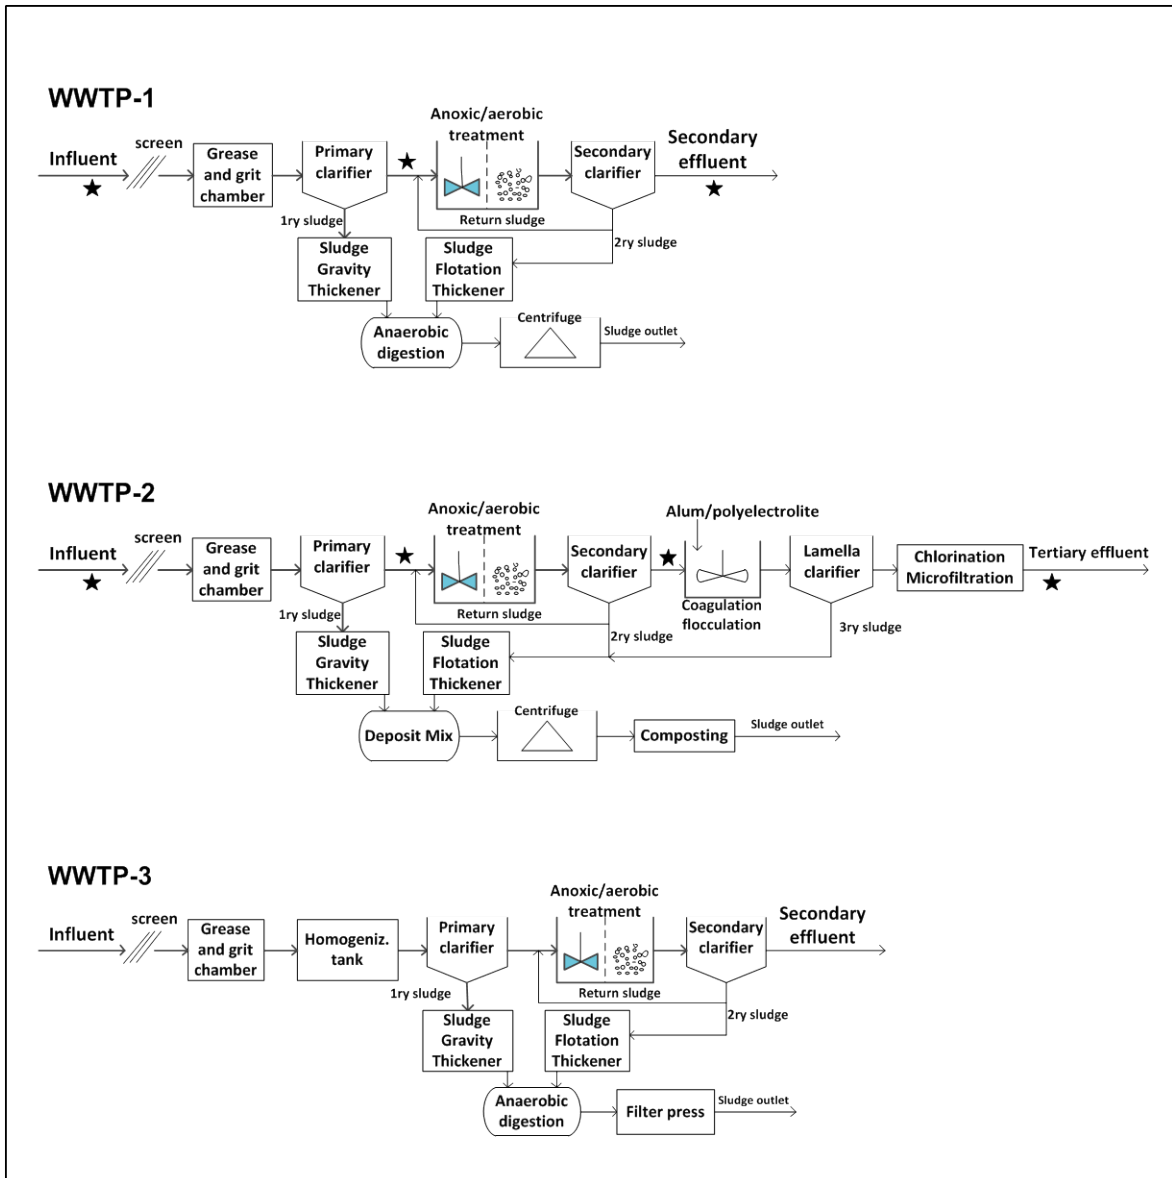 WWTP-1
Influent
screen
Grease
and grit
chamber
Primary
clarifier
Anoxic/aerobic
treatment
Secondary
clarifier
Secondary
effluent
1ry sludge
Return sludge
2ry sludge
Sludge
Gravity
Thickener
Sludge
Flotation
Thickener
Anaerobic
digestion
Centrifuge
Sludge outlet
WWTP-2
Influent
screen
Grease
and grit
chamber
Primary
clarifier
Anoxic/aerobic
treatment
Secondary
clarifier
Alum/polyelectrolite
Coagulation
flocculation
Lamella
clarifier
Chlorination
Microfiltration
Tertiary effluent
1ry sludge
Return sludge
2ry sludge
3ry sludge
Sludge
Gravity
Thickener
Sludge
Flotation
Thickener
Deposit Mix
Centrifuge
Composting
Sludge outlet
WWTP-3
Influent
screen
Grease
and grit
chamber
Homogeniz.
tank
Primary
clarifier
Anoxic/aerobic
treatment
Secondary
clarifier
Secondary
effluent
1ry sludge
Return sludge
2ry sludge
Sludge
Gravity
Thickener
Sludge
Flotation
Thickener
Anaerobic
digestion
Filter press
Sludge outlet